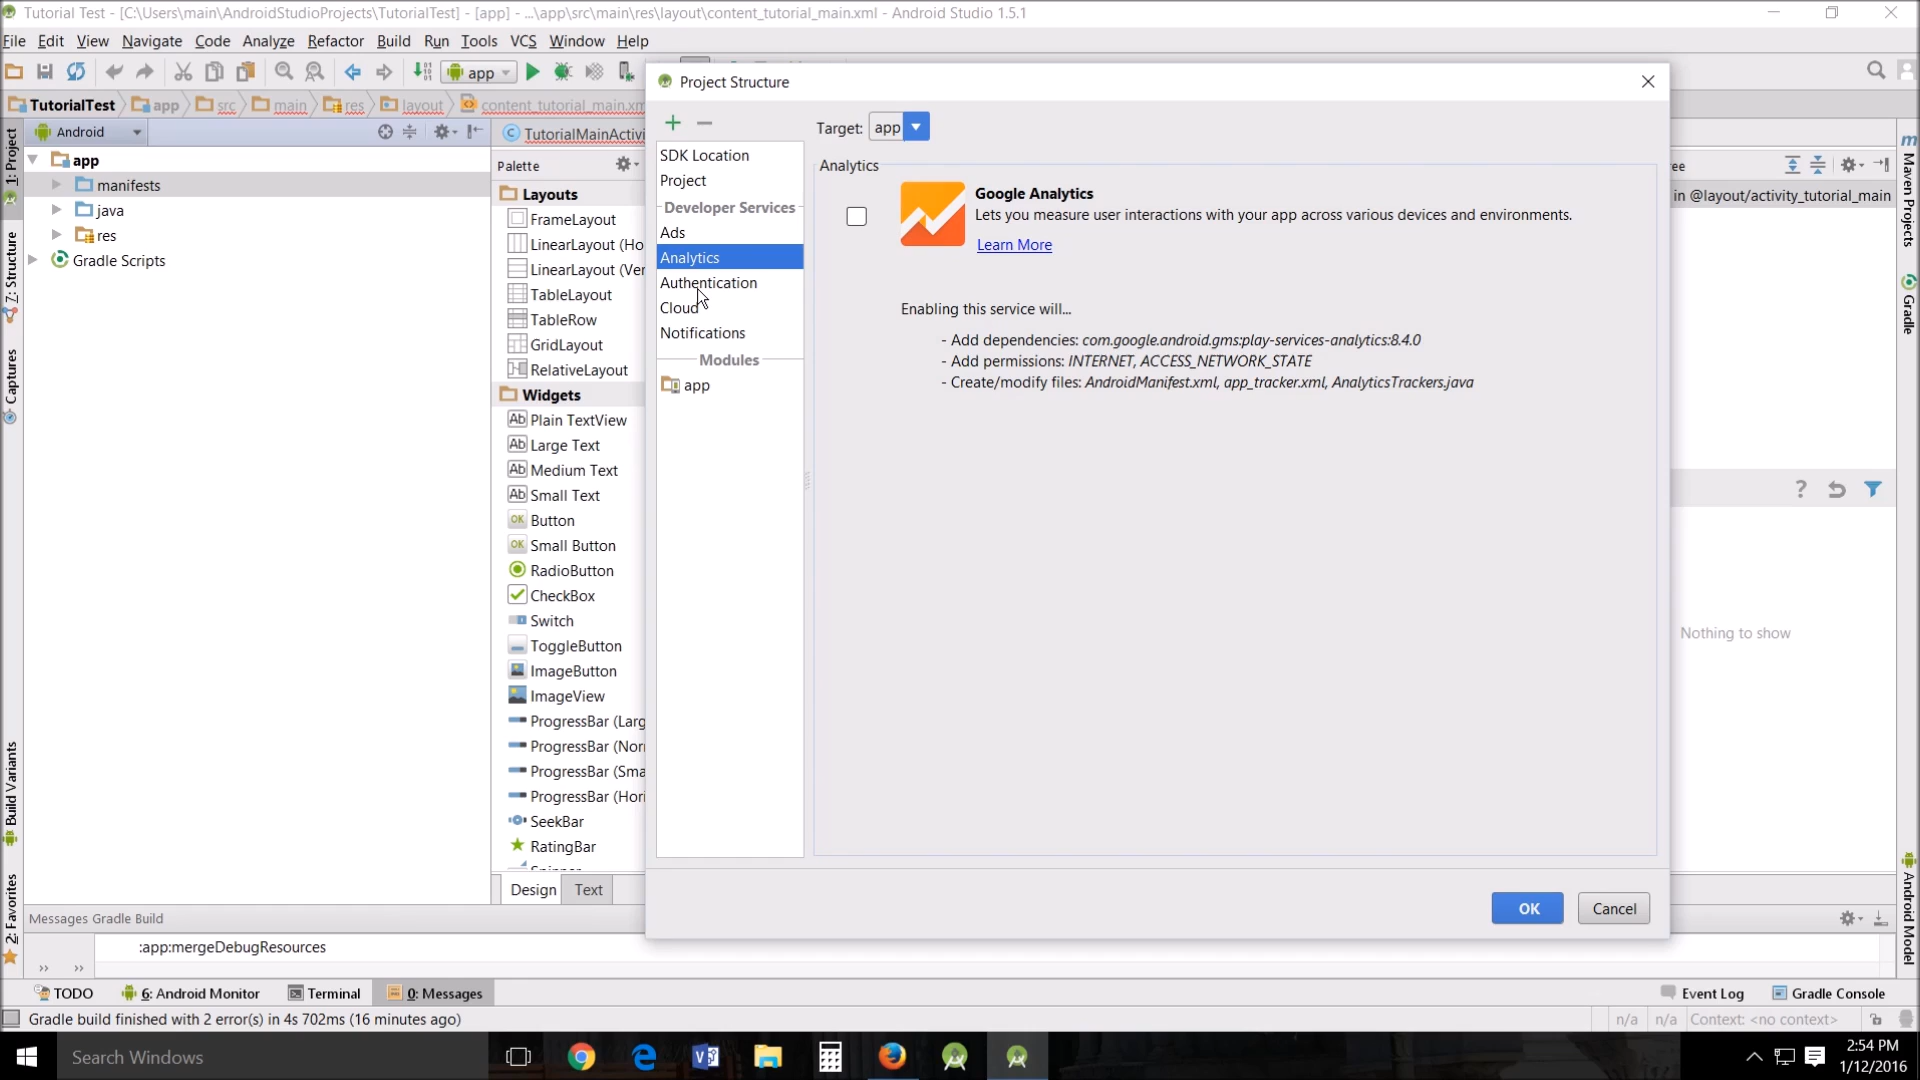 Tutorial Test - [C:\Users\main\AndroidStudioProjects\TutorialTest] - [app] - ...\app\src\main\res\layout\content_tutorial_main.xml - Android Studio 1.5.1
File Edit View Navigate Code Analyze Refactor Build Run Tools VCS Window Help
app
TutorialTest app src main res layout content_tutorial_main.xm
Android
TutorialMainActivi
1: Project
7: Structure
Captures
Build Variants
2: Favorites
app
manifests
java
res
Gradle Scripts
Palette
Layouts
FrameLayout
LinearLayout (Ho
LinearLayout (Ver
TableLayout
TableRow
GridLayout
RelativeLayout
Widgets
Ab Plain TextView
Ab Large Text
Ab Medium Text
Ab Small Text
OK Button
OK Small Button
RadioButton
CheckBox
Switch
ToggleButton
ImageButton
ImageView
ProgressBar (Larg
ProgressBar (Nor
ProgressBar (Sma
ProgressBar (Hori
SeekBar
RatingBar
Design Text
Project Structure
SDK Location
Project
Developer Services
Ads
Analytics
Authentication
Cloud
Notifications
Modules
app
Target: app
Analytics
Google Analytics
Lets you measure user interactions with your app across various devices and environments.
Learn More
Enabling this service will...
- Add dependencies: com.google.android.gms:play-services-analytics:8.4.0
- Add permissions: INTERNET, ACCESS_NETWORK_STATE
- Create/modify files: AndroidManifest.xml, app_tracker.xml, AnalyticsTrackers.java
OK Cancel
ee
in @layout/activity_tutorial_main
?
Nothing to show
m Maven Projects
Gradle
Android Model
Messages Gradle Build
:app:mergeDebugResources
TODO 6: Android Monitor Terminal 0: Messages Event Log Gradle Console
Gradle build finished with 2 error(s) in 4s 702ms (16 minutes ago) n/a n/a Context: <no context>
Search Windows
2:54 PM
1/12/2016